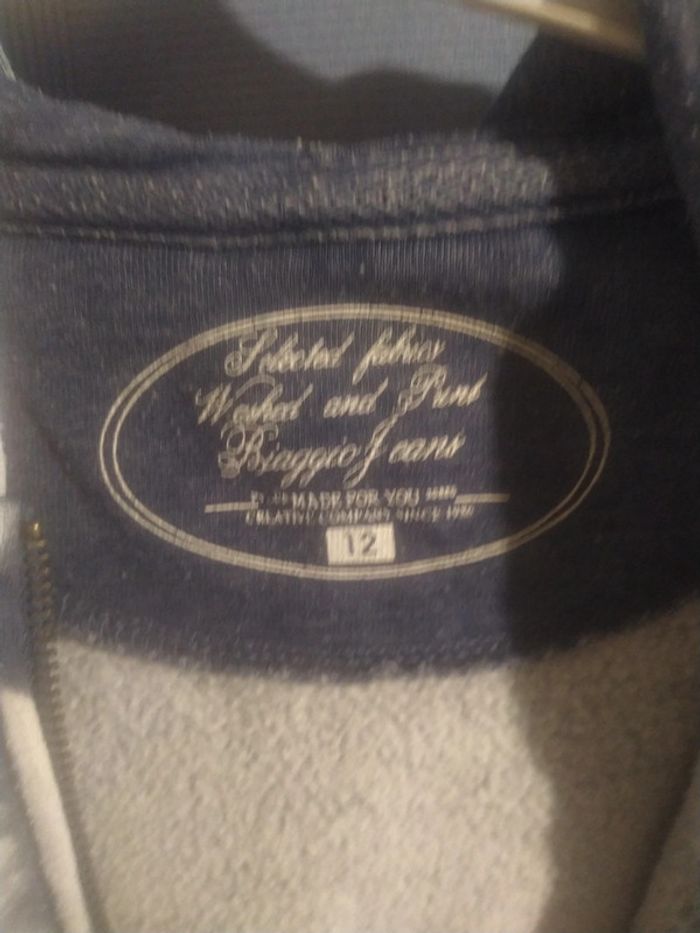 Selected fabrics
Washed and Print
Biaggio Jeans
MADE FOR YOU
CREATIVE COMPANY SINCE
12